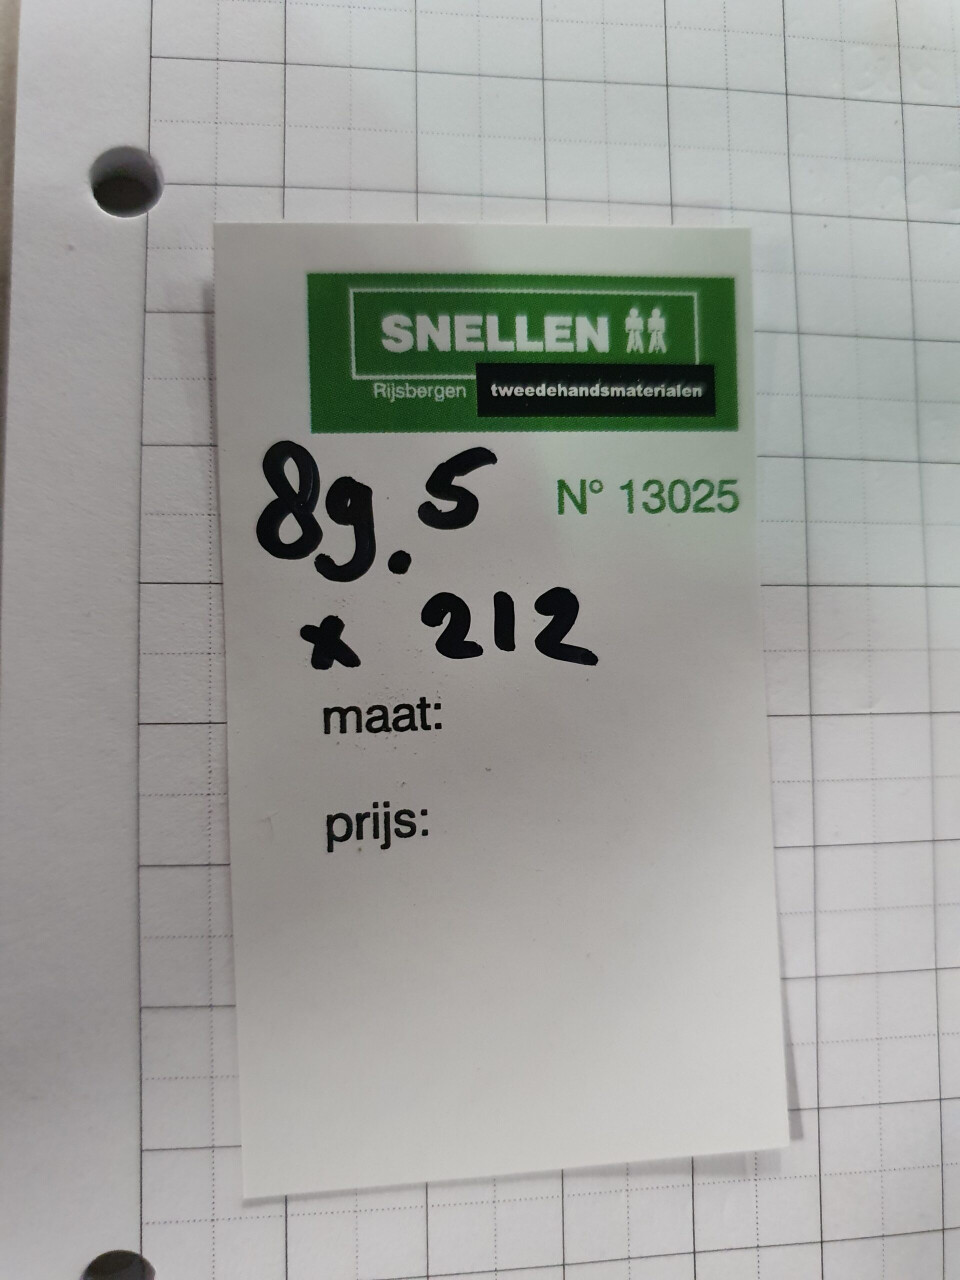 SNELLEN
Rijsbergen tweedehandsmaterialen
89.5 N° 13025
x 212
maat:
prijs: